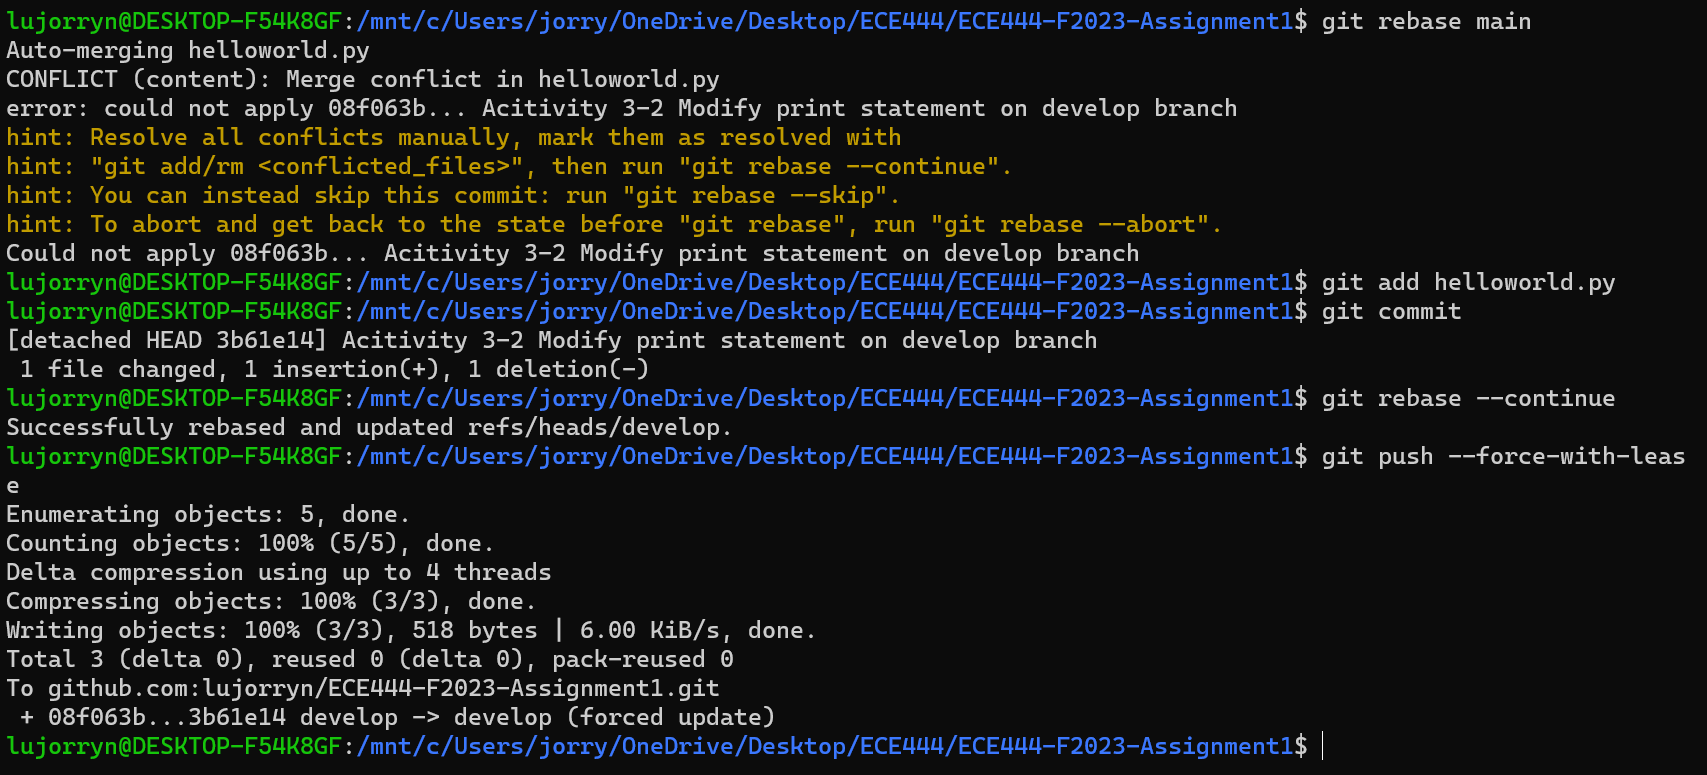 lujorryn@DESKTOP-F54K8GF:/mnt/c/Users/jorry/OneDrive/Desktop/ECE444/ECE444-F2023-Assignment1$ git rebase main
Auto-merging helloworld.py
CONFLICT (content): Merge conflict in helloworld.py
error: could not apply 08f063b... Acitivity 3-2 Modify print statement on develop branch
hint: Resolve all conflicts manually, mark them as resolved with
hint: "git add/rm <conflicted_files>", then run "git rebase --continue".
hint: You can instead skip this commit: run "git rebase --skip".
hint: To abort and get back to the state before "git rebase", run "git rebase --abort".
Could not apply 08f063b... Acitivity 3-2 Modify print statement on develop branch
lujorryn@DESKTOP-F54K8GF:/mnt/c/Users/jorry/OneDrive/Desktop/ECE444/ECE444-F2023-Assignment1$ git add helloworld.py
lujorryn@DESKTOP-F54K8GF:/mnt/c/Users/jorry/OneDrive/Desktop/ECE444/ECE444-F2023-Assignment1$ git commit
[detached HEAD 3b61e14] Acitivity 3-2 Modify print statement on develop branch
 1 file changed, 1 insertion(+), 1 deletion(-)
lujorryn@DESKTOP-F54K8GF:/mnt/c/Users/jorry/OneDrive/Desktop/ECE444/ECE444-F2023-Assignment1$ git rebase --continue
Successfully rebased and updated refs/heads/develop.
lujorryn@DESKTOP-F54K8GF:/mnt/c/Users/jorry/OneDrive/Desktop/ECE444/ECE444-F2023-Assignment1$ git push --force-with-leas
e
Enumerating objects: 5, done.
Counting objects: 100% (5/5), done.
Delta compression using up to 4 threads
Compressing objects: 100% (3/3), done.
Writing objects: 100% (3/3), 518 bytes | 6.00 KiB/s, done.
Total 3 (delta 0), reused 0 (delta 0), pack-reused 0
To github.com:lujorryn/ECE444-F2023-Assignment1.git
 + 08f063b...3b61e14 develop -> develop (forced update)
lujorryn@DESKTOP-F54K8GF:/mnt/c/Users/jorry/OneDrive/Desktop/ECE444/ECE444-F2023-Assignment1$